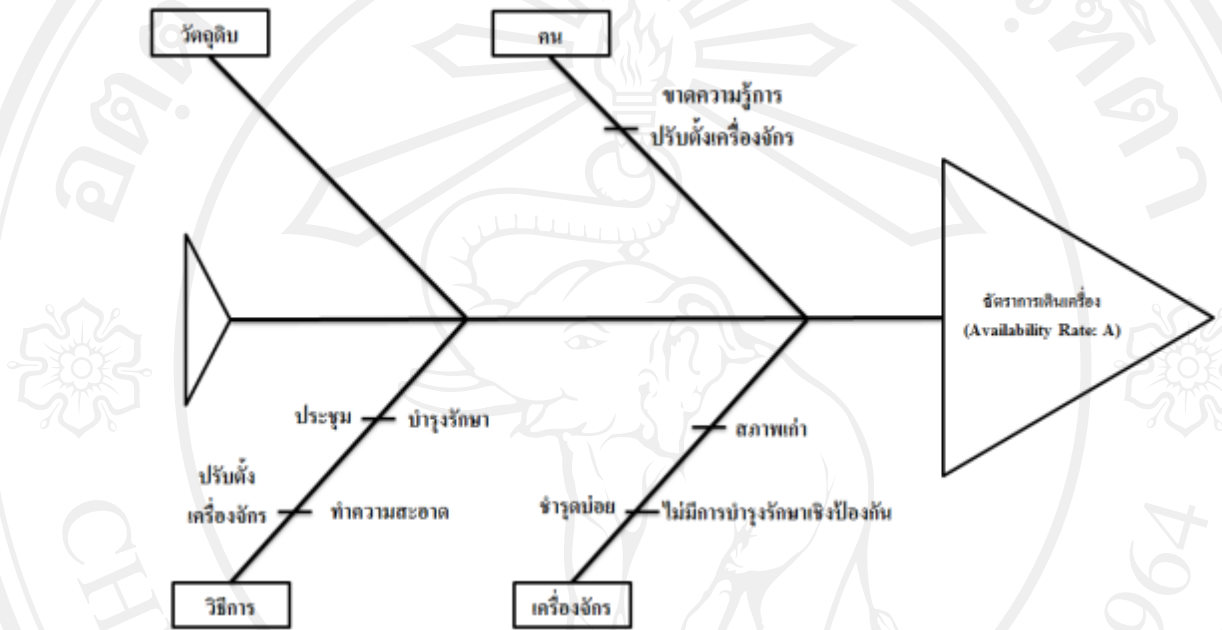 วัตถุดิบ
คน
ขาดความรู้การ
ปรับตั้งเครื่องจักร
อัตราการเดินเครื่อง
(Availability Rate: A)
ประชุม
บำรุงรักษา
สภาพเก่า
ปรับตั้ง
เครื่องจักร
ทำความสะอาด
ชำรุดบ่อย
ไม่มีการบำรุงรักษาเชิงป้องกัน
วิธีการ
เครื่องจักร
1964
CH